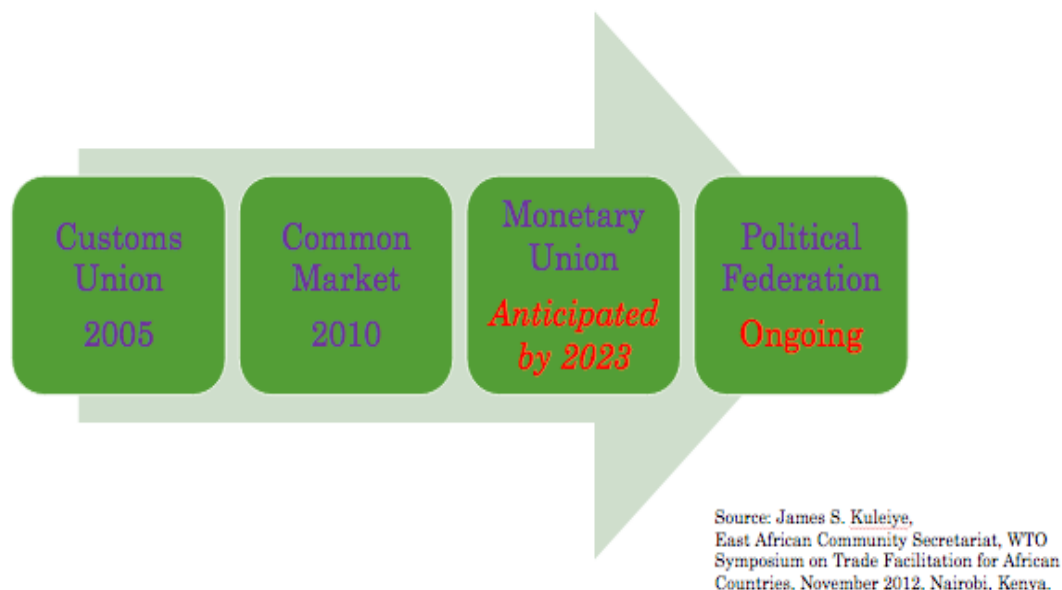 Customs
Union
2005
Common
Market
2010
Monetary
Union
Anticipated
by 2023
Political
Federation
Ongoing
Source: James S. Kuleiye,
East African Community Secretariat, WTO
Symposium on Trade Facilitation for African
Countries, November 2012, Nairobi, Kenya.